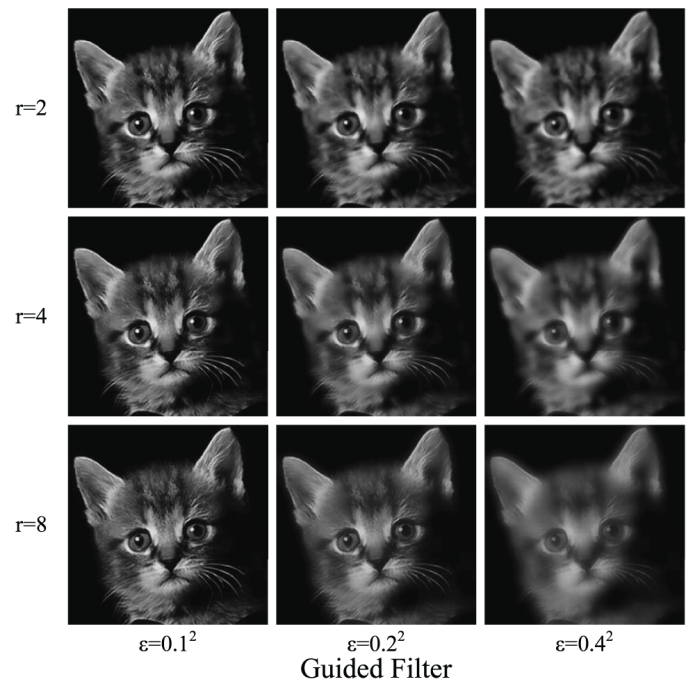 r=2
r=4
r=8
ε=0.1²
ε=0.2²
ε=0.4²
Guided Filter